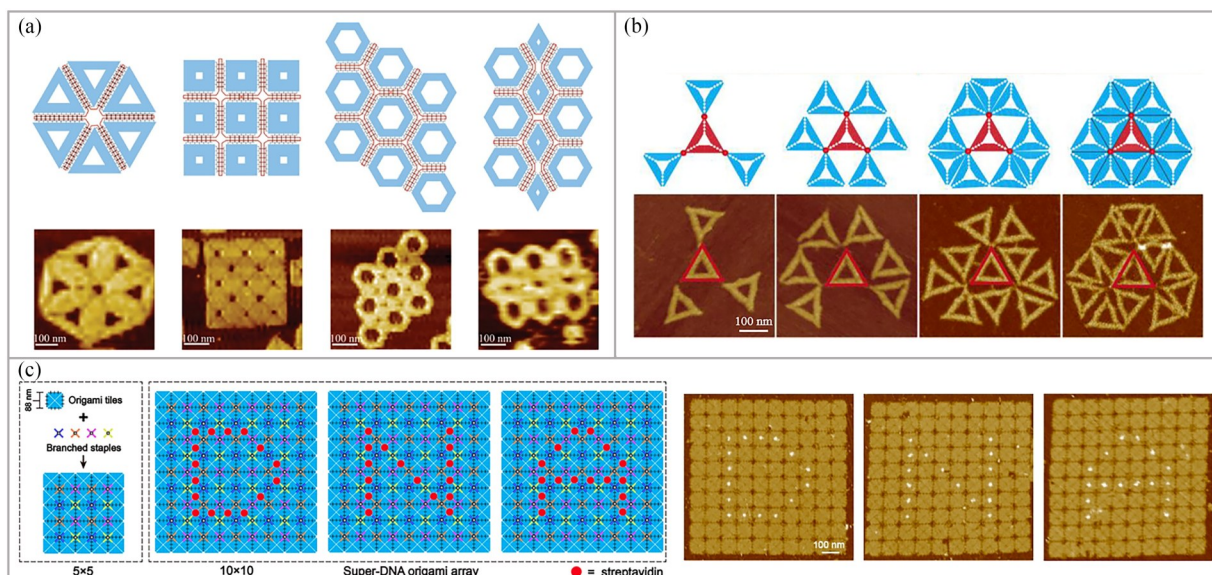 (a)
100 nm
100 nm
100 nm
100 nm
(b)
100 nm
(c)
88 nm
Origami tiles
+
Branched staples
5×5
10×10
Super-DNA origami array
= streptavidin
100 nm